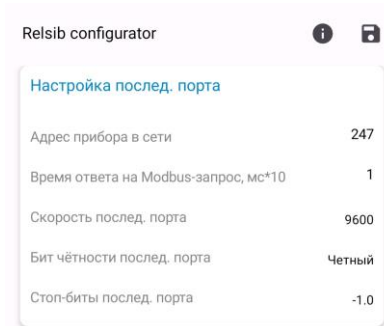 Relsib configurator
Настройка послед. порта
Адрес прибора в сети 247
Время ответа на Modbus-запрос, мс*10 1
Скорость послед. порта 9600
Бит чётности послед. порта Четный
Стоп-биты послед. порта -1.0